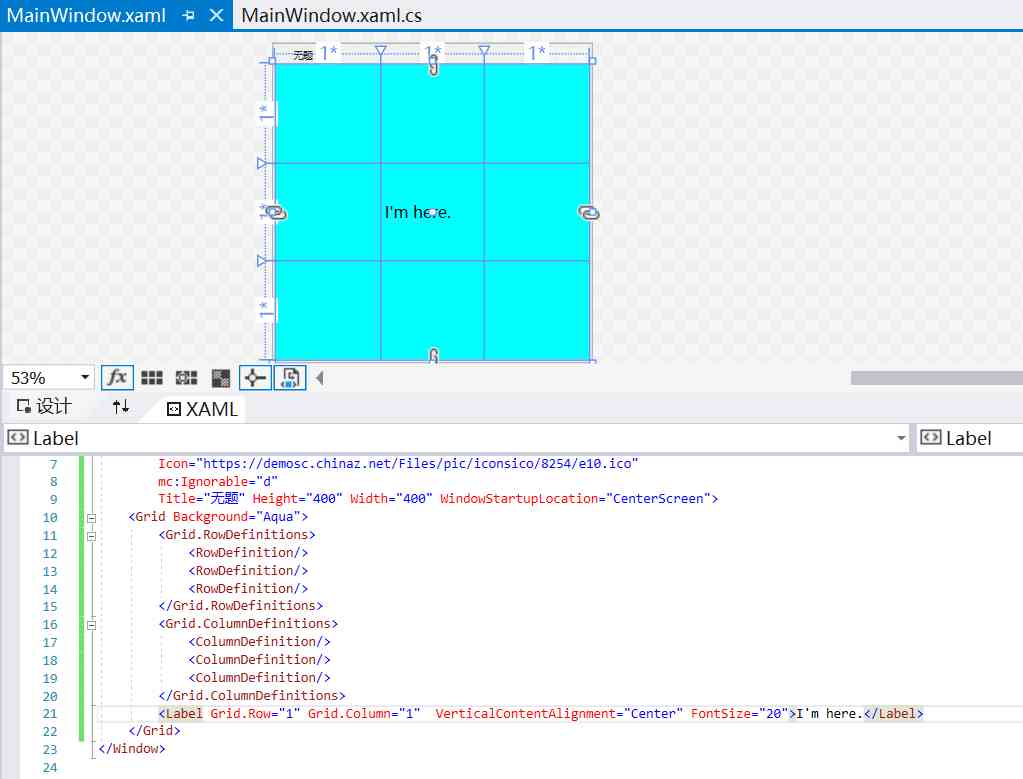 MainWindow.xaml MainWindow.xaml.cs
无题 1* 1* 1*
1*
1*
I'm here.
1*
53% fx
设计 XAML
Label Label
7 Icon="https://demosc.chinaz.net/Files/pic/iconsico/8254/e10.ico"
8 mc:Ignorable="d"
9 Title="无题" Height="400" Width="400" WindowStartupLocation="CenterScreen">
10 <Grid Background="Aqua">
11 <Grid.RowDefinitions>
12 <RowDefinition/>
13 <RowDefinition/>
14 <RowDefinition/>
15 </Grid.RowDefinitions>
16 <Grid.ColumnDefinitions>
17 <ColumnDefinition/>
18 <ColumnDefinition/>
19 <ColumnDefinition/>
20 </Grid.ColumnDefinitions>
21 <Label Grid.Row="1" Grid.Column="1"  VerticalContentAlignment="Center" FontSize="20">I'm here.</Label>
22 </Grid>
23 </Window>
24